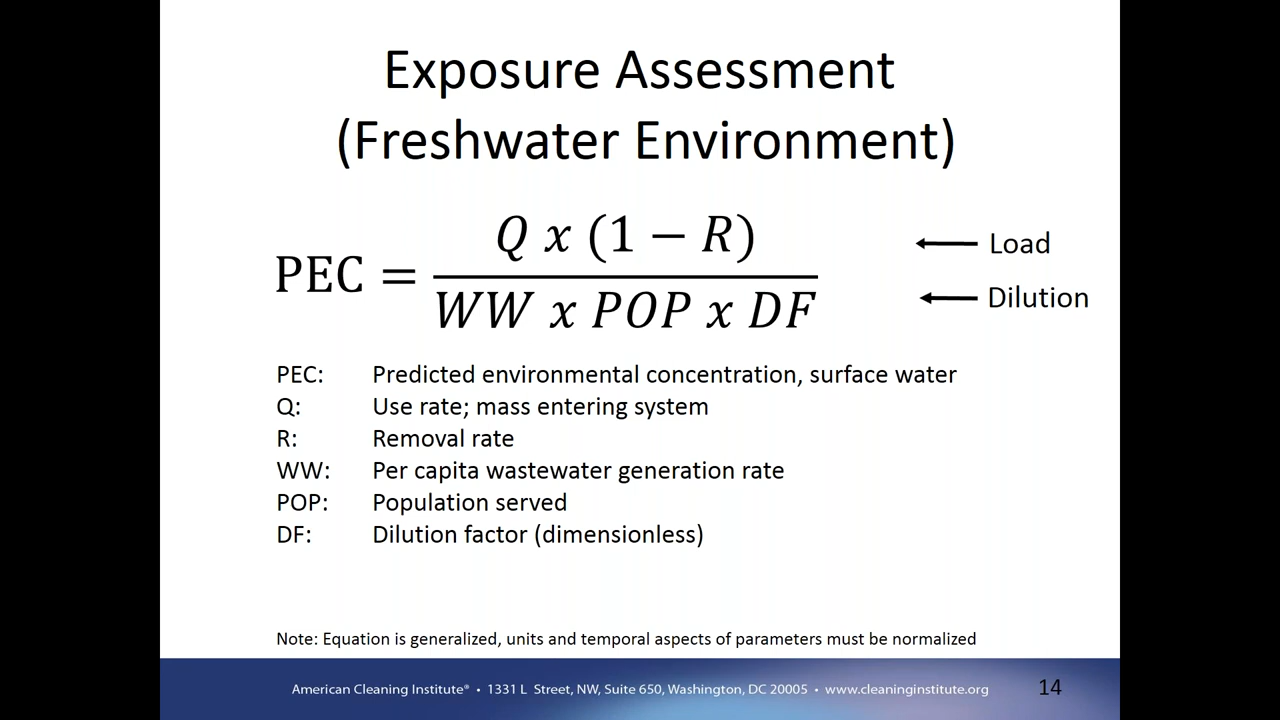 Exposure Assessment
(Freshwater Environment)
PEC = Q x (1 − R) / WW x POP x DF
Load
Dilution
PEC: Predicted environmental concentration, surface water
Q: Use rate; mass entering system
R: Removal rate
WW: Per capita wastewater generation rate
POP: Population served
DF: Dilution factor (dimensionless)
Note: Equation is generalized, units and temporal aspects of parameters must be normalized
American Cleaning Institute® • 1331 L Street, NW, Suite 650, Washington, DC 20005 • www.cleaninginstitute.org
14